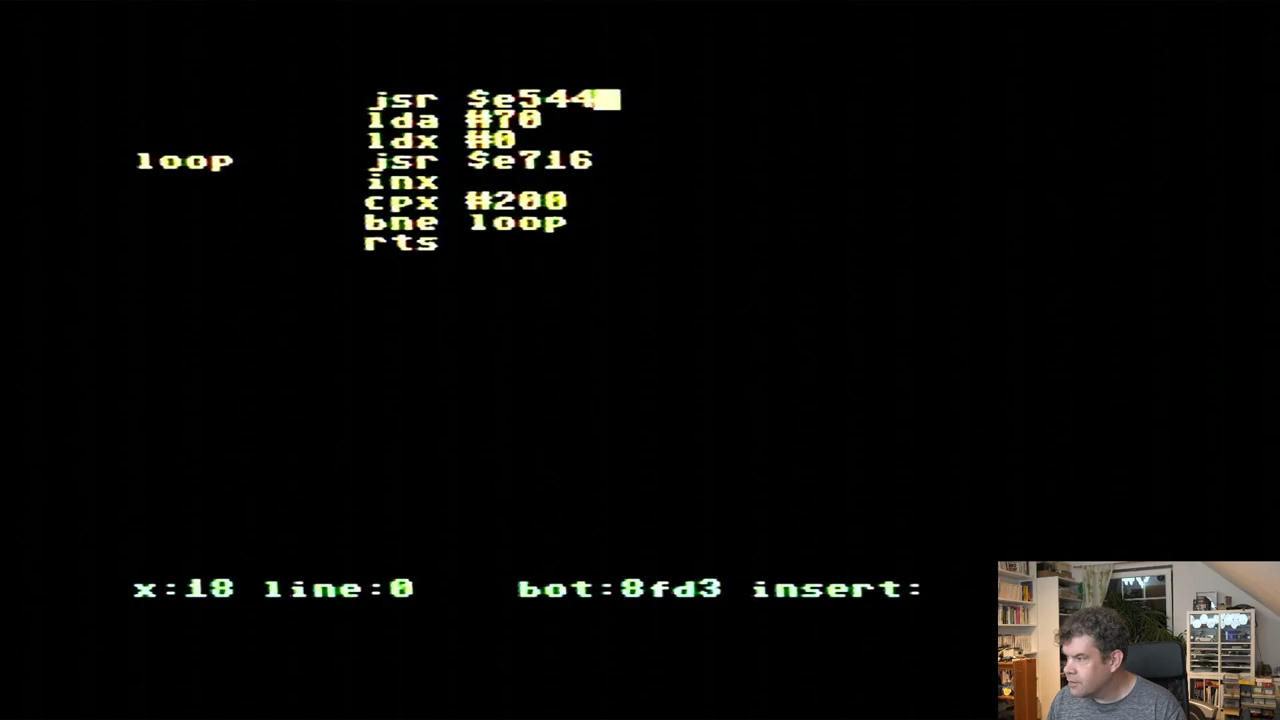 jsr $e544
lda #70
ldx #0
loop jsr $e716
inx
cpx #200
bne loop
rts
x:18 line:0 bot:8fd3 insert: